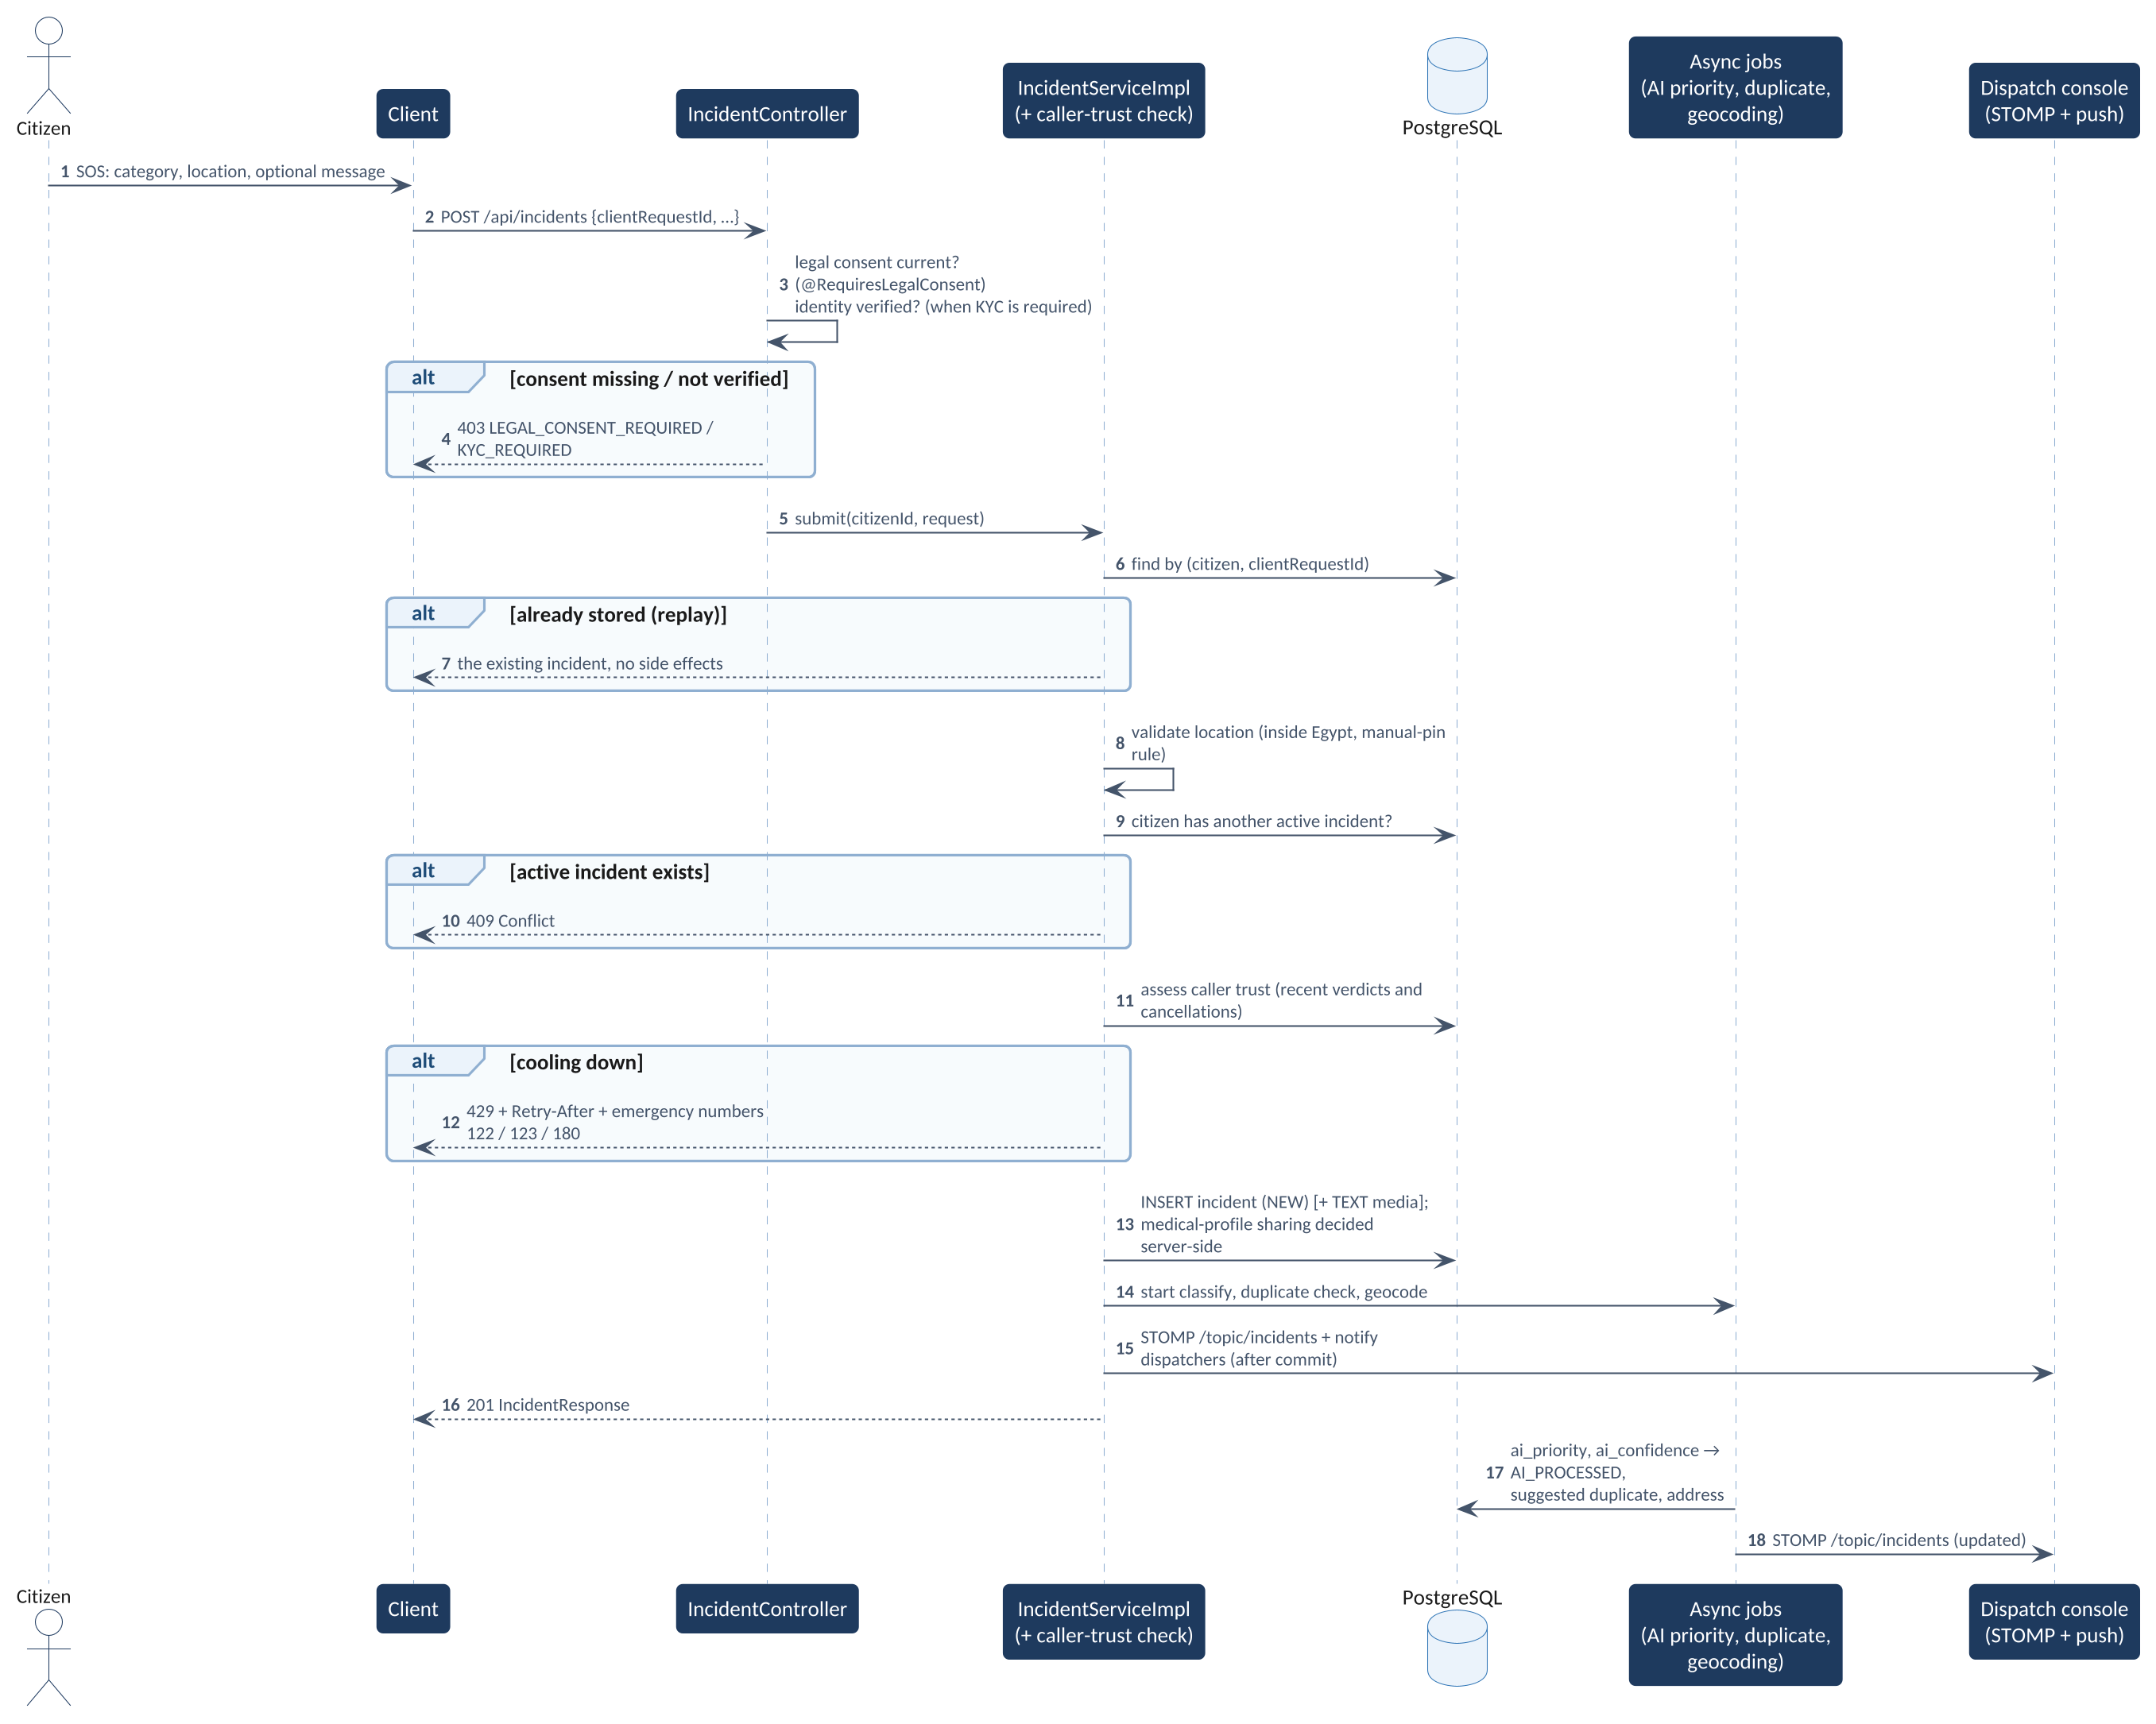 Citizen
Client
IncidentController
IncidentServiceImpl
(+ caller-trust check)
PostgreSQL
Async jobs
(AI priority, duplicate,
geocoding)
Dispatch console
(STOMP + push)
1 SOS: category, location, optional message
2 POST /api/incidents {clientRequestId, ...}
legal consent current?
3 (@RequiresLegalConsent)
identity verified? (when KYC is required)
alt [consent missing / not verified]
4 403 LEGAL_CONSENT_REQUIRED /
KYC_REQUIRED
5 submit(citizenId, request)
6 find by (citizen, clientRequestId)
alt [already stored (replay)]
7 the existing incident, no side effects
8 validate location (inside Egypt, manual-pin
rule)
9 citizen has another active incident?
alt [active incident exists]
10 409 Conflict
11 assess caller trust (recent verdicts and
cancellations)
alt [cooling down]
12 429 + Retry-After + emergency numbers
122 / 123 / 180
INSERT incident (NEW) [+ TEXT media];
13 medical-profile sharing decided
server-side
14 start classify, duplicate check, geocode
15 STOMP /topic/incidents + notify
dispatchers (after commit)
16 201 IncidentResponse
ai_priority, ai_confidence →
17 AI_PROCESSED,
suggested duplicate, address
18 STOMP /topic/incidents (updated)
Citizen
Client
IncidentController
IncidentServiceImpl
(+ caller-trust check)
PostgreSQL
Async jobs
(AI priority, duplicate,
geocoding)
Dispatch console
(STOMP + push)